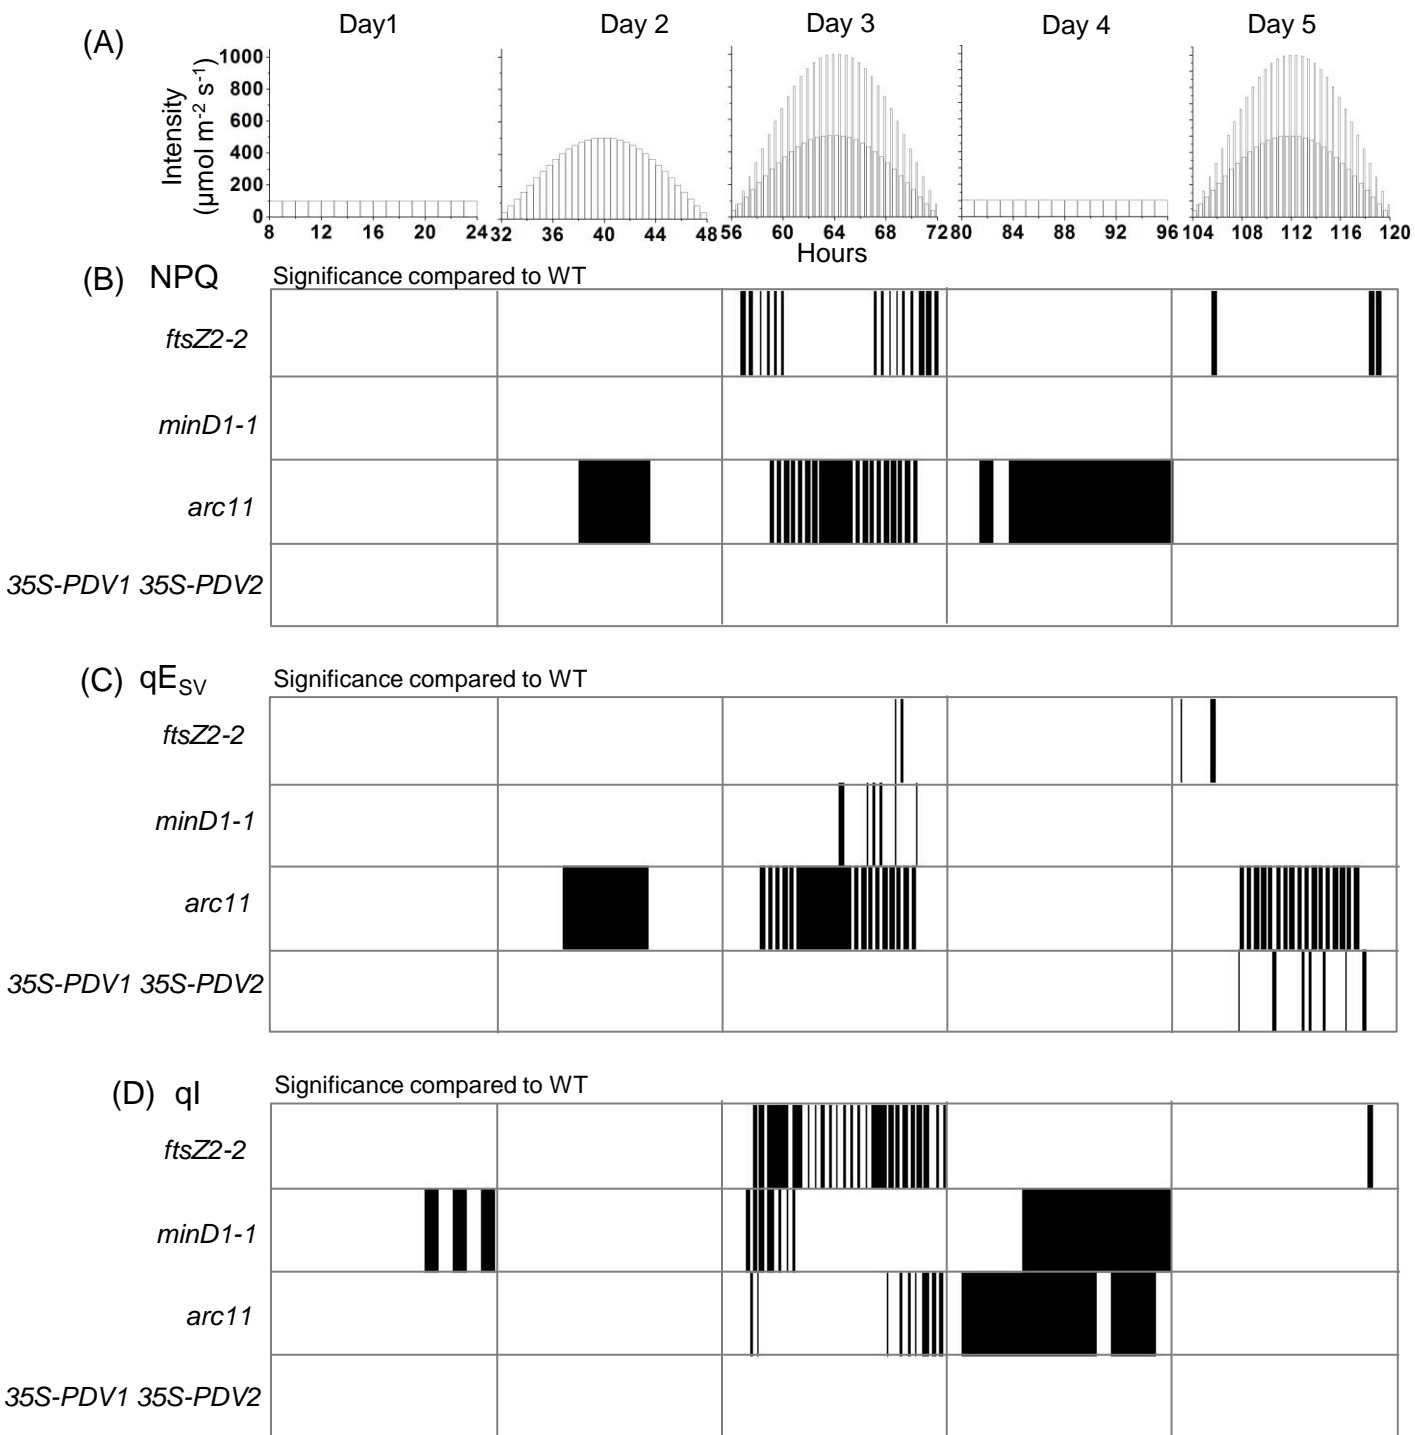 Day1 Day 2 Day 3 Day 4 Day 5
(A)
Intensity
(µmol m-2 s-1)
1000
800
600
400
200
0
8 12 16 20 24 32 36 40 44 48 56 60 64 68 72 80 84 88 92 96 104 108 112 116 120
Hours
(B) NPQ Significance compared to WT
ftsZ2-2
minD1-1
arc11
35S-PDV1 35S-PDV2
(C) qESV Significance compared to WT
ftsZ2-2
minD1-1
arc11
35S-PDV1 35S-PDV2
(D) qI Significance compared to WT
ftsZ2-2
minD1-1
arc11
35S-PDV1 35S-PDV2